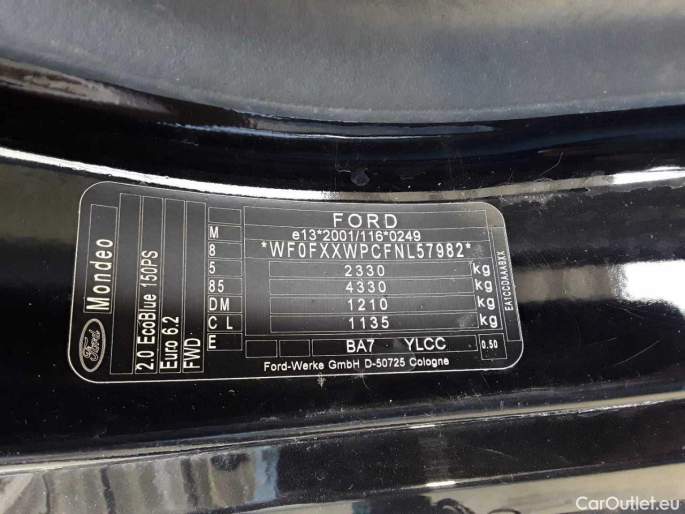 FORD
e13*2001/116*0249
*WF0FXXWPCFNL57982*
M
8
5
85
DM
CL
E
2330 kg
4330 kg
1210 kg
1135 kg
BA7 YLCC
0.50
Ford-Werke GmbH D-50725 Cologne
Ford
Mondeo
2.0 EcoBlue 150PS
Euro 6.2
FWD
EA1CCDAAABXX
CarOutlet.eu